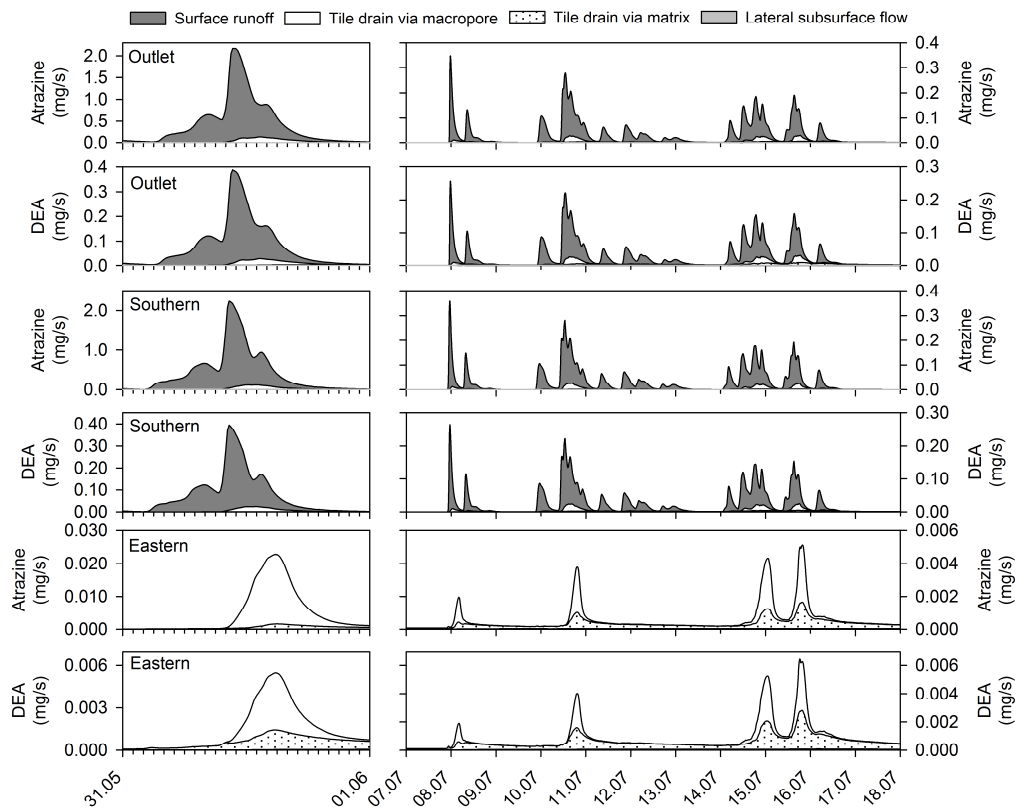 Surface runoff Tile drain via macropore Tile drain via matrix Lateral subsurface flow
Outlet
Atrazine
(mg/s)
2.0
1.5
1.0
0.5
0.0
0.4
0.3
0.2
0.1
0.0
Atrazine
(mg/s)
Outlet
DEA
(mg/s)
0.4
0.3
0.2
0.1
0.0
0.3
0.2
0.1
0.0
DEA
(mg/s)
Southern
Atrazine
(mg/s)
2.0
1.0
0.0
0.4
0.3
0.2
0.1
0.0
Atrazine
(mg/s)
Southern
DEA
(mg/s)
0.40
0.30
0.20
0.10
0.00
0.30
0.20
0.10
0.00
DEA
(mg/s)
Eastern
Atrazine
(mg/s)
0.030
0.020
0.010
0.000
0.006
0.004
0.002
0.000
Atrazine
(mg/s)
Eastern
DEA
(mg/s)
0.006
0.003
0.000
0.006
0.004
0.002
0.000
DEA
(mg/s)
31.05 01.06 07.07 08.07 09.07 10.07 11.07 12.07 13.07 14.07 15.07 16.07 17.07 18.07